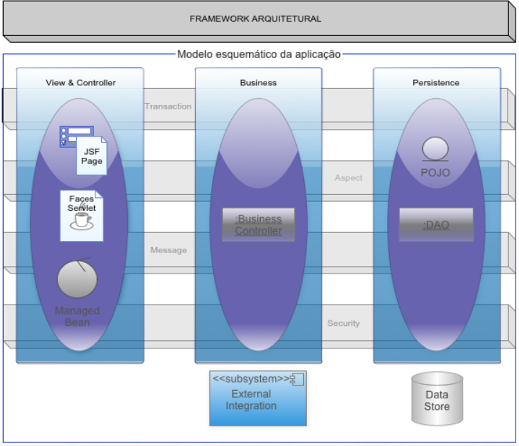 FRAMEWORK ARQUITETURAL
Modelo esquemático da aplicação
View & Controller
Business
Persistence
Transaction
JSF
Page
POJO
Aspect
Faces
Servlet
:Business
Controller
:DAO
Message
Managed
Bean
Security
<<subsystem>>
External
Integration
Data
Store